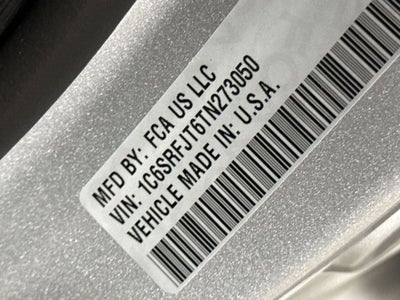 MFD BY: FCA US LLC
VIN: 1C6SRFJT6TN273050
VEHICLE MADE IN: U.S.A.